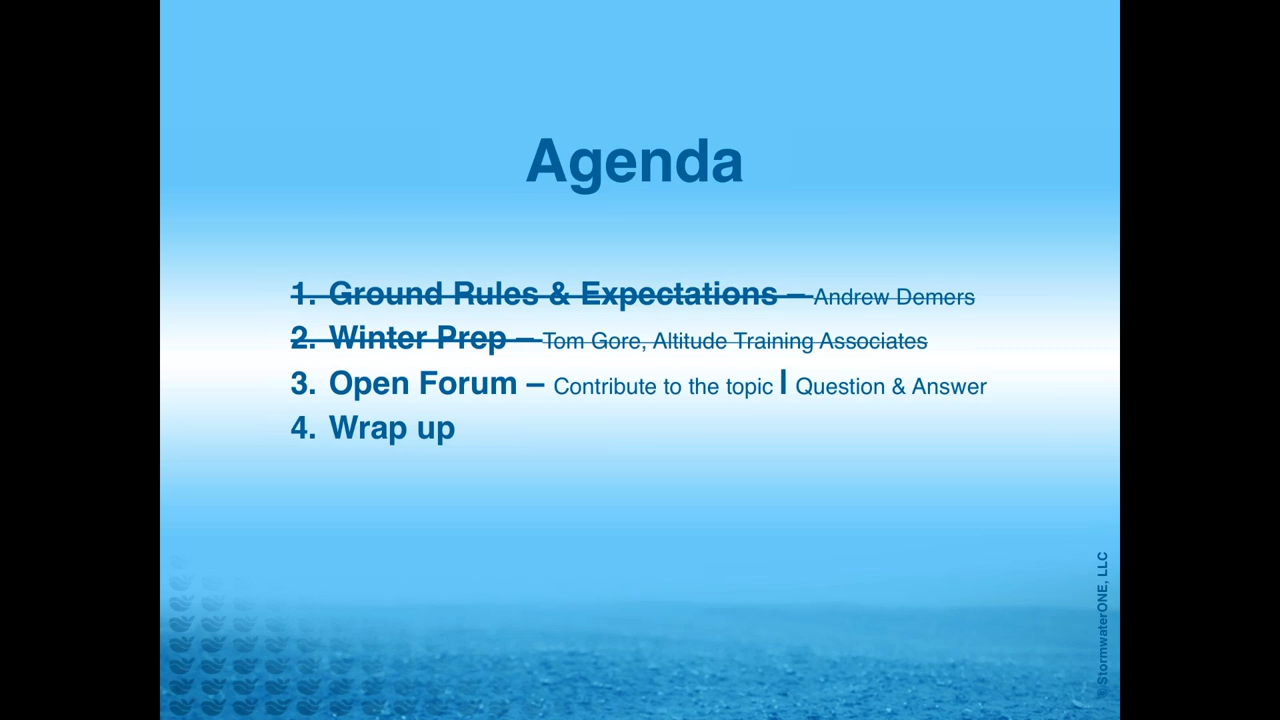 Agenda
1. Ground Rules & Expectations – Andrew Demers
2. Winter Prep – Tom Gore, Altitude Training Associates
3. Open Forum – Contribute to the topic | Question & Answer
4. Wrap up
© StormwaterONE, LLC